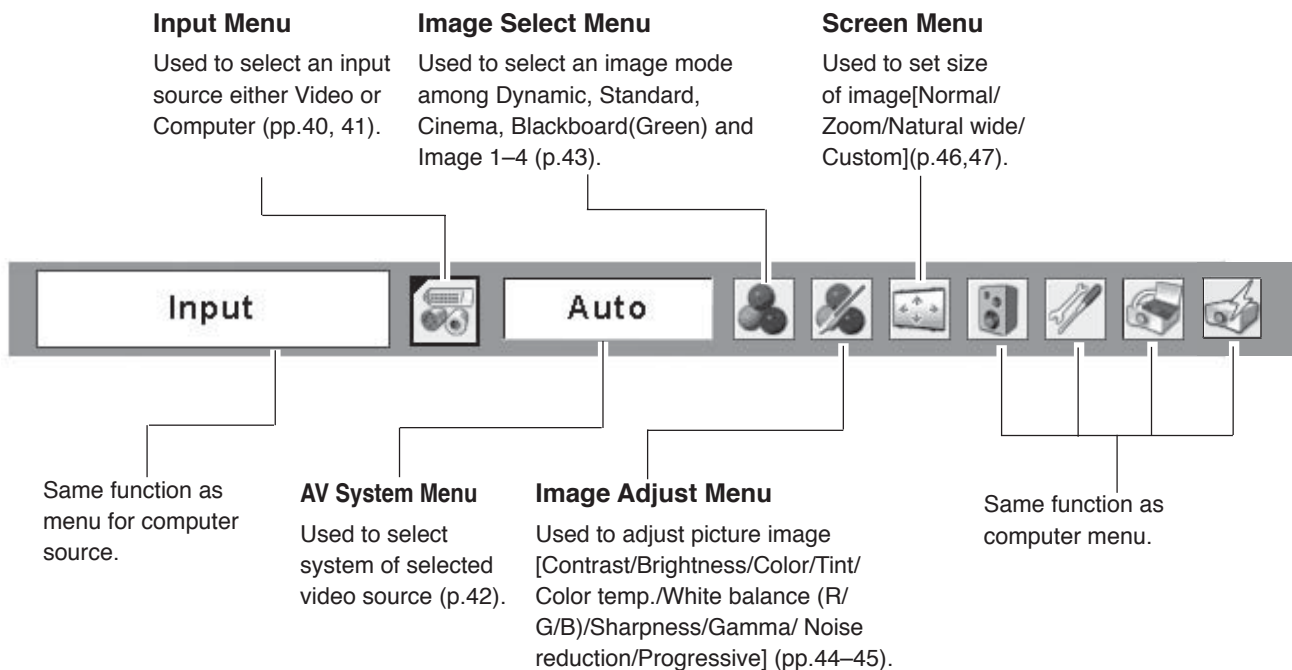 Input Menu
Used to select an input
source either Video or
Computer (pp.40, 41).
Image Select Menu
Used to select an image mode
among Dynamic, Standard,
Cinema, Blackboard(Green) and
Image 1–4 (p.43).
Screen Menu
Used to set size
of image[Normal/
Zoom/Natural wide/
Custom](p.46,47).
Input
Auto
Same function as
menu for computer
source.
AV System Menu
Used to select
system of selected
video source (p.42).
Image Adjust Menu
Used to adjust picture image
[Contrast/Brightness/Color/Tint/
Color temp./White balance (R/
G/B)/Sharpness/Gamma/ Noise
reduction/Progressive] (pp.44–45).
Same function as
computer menu.